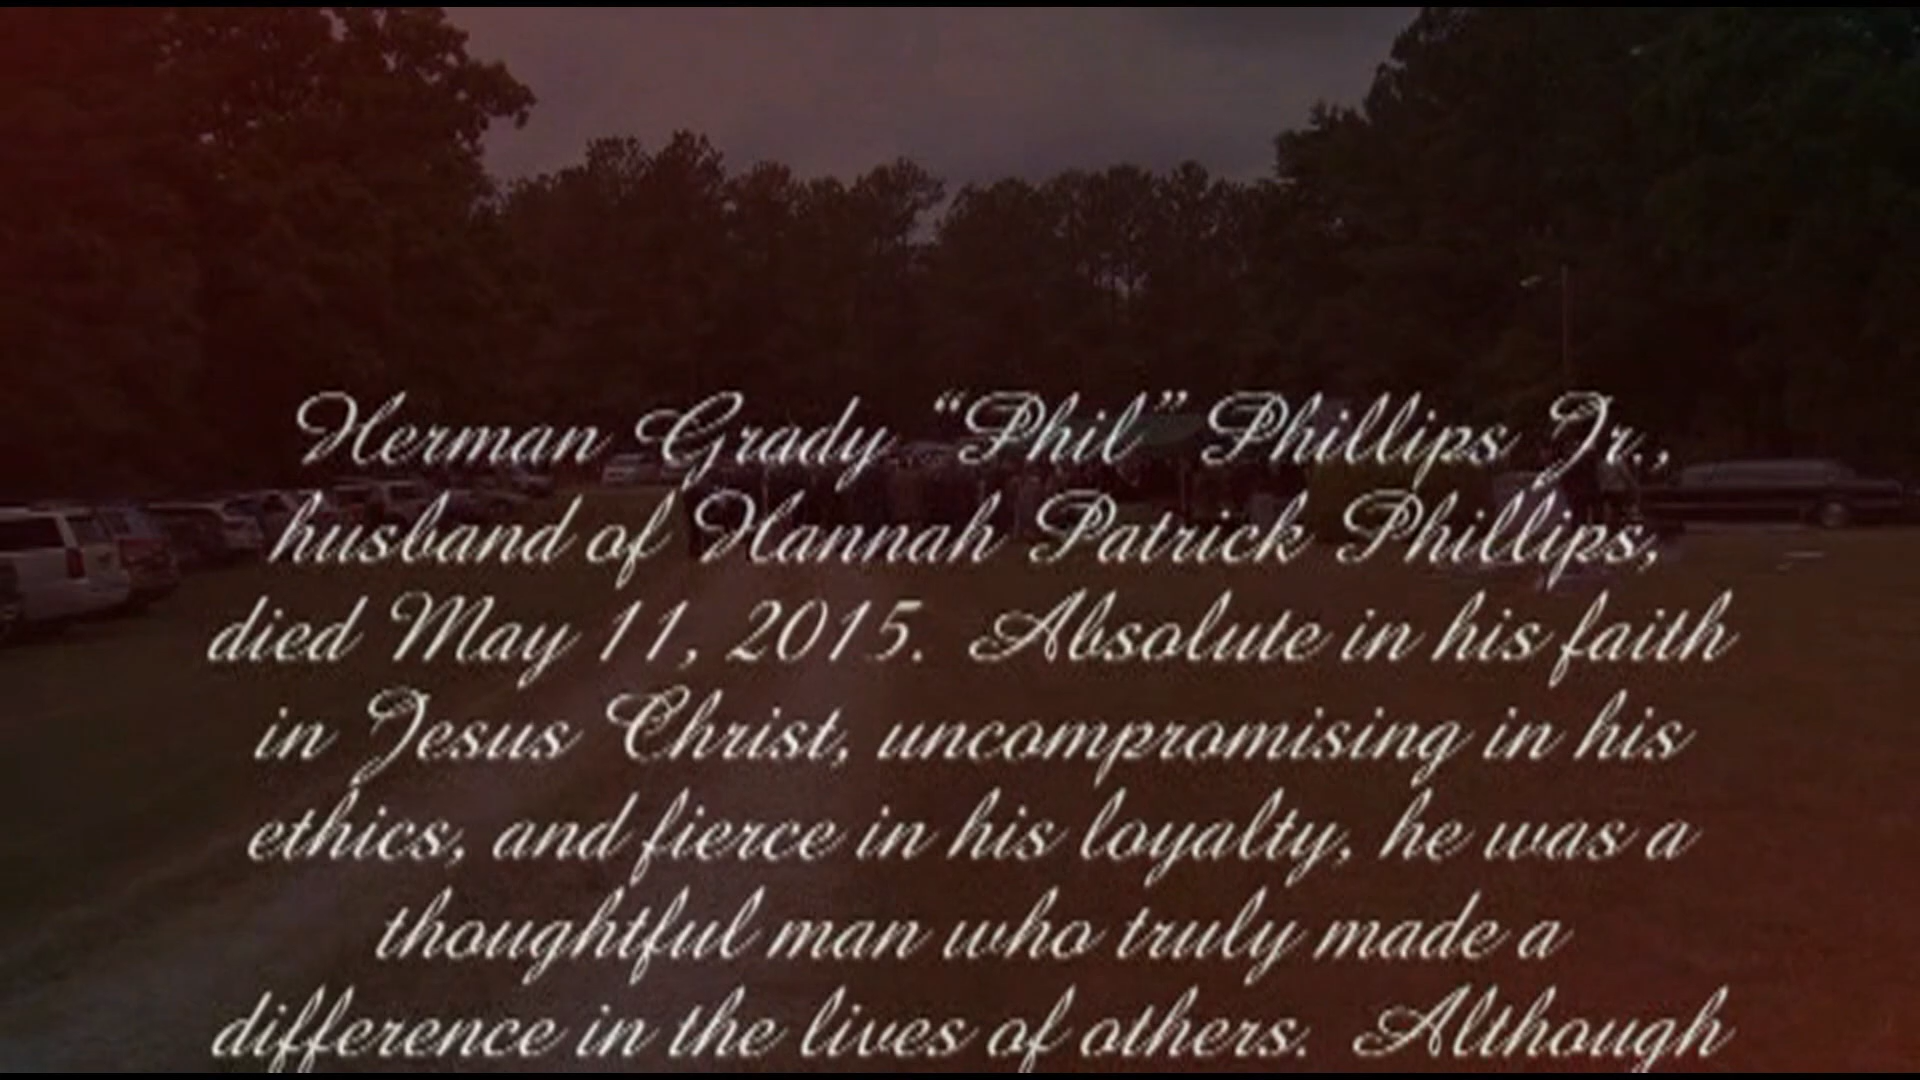 Herman Grady “Phil” Phillips Jr.,
husband of Hannah Patrick Phillips,
died May 11, 2015.  Absolute in his faith
in Jesus Christ, uncompromising in his
ethics, and fierce in his loyalty, he was a
thoughtful man who truly made a
difference in the lives of others.  Although